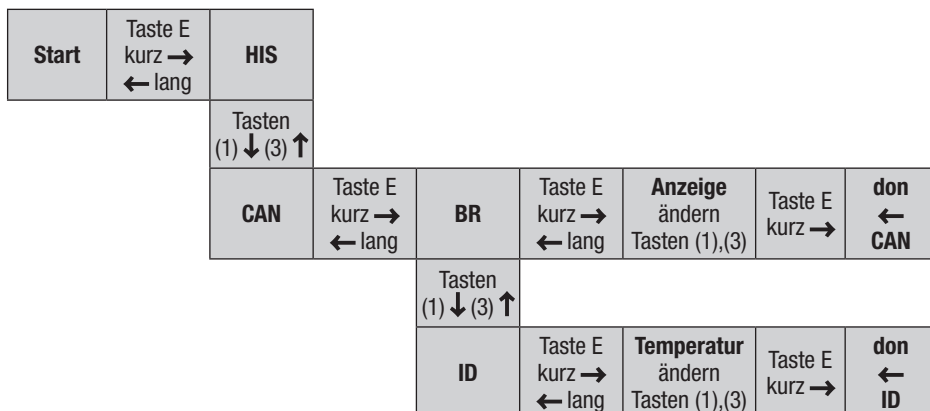 Start
Taste E
kurz →
← lang
HIS
Tasten
(1) ↓ (3) ↑
CAN
Taste E
kurz →
← lang
BR
Taste E
kurz →
← lang
Anzeige
ändern
Tasten (1),(3)
Taste E
kurz →
don
←
CAN
Tasten
(1) ↓ (3) ↑
ID
Taste E
kurz →
← lang
Temperatur
ändern
Tasten (1),(3)
Taste E
kurz →
don
←
ID